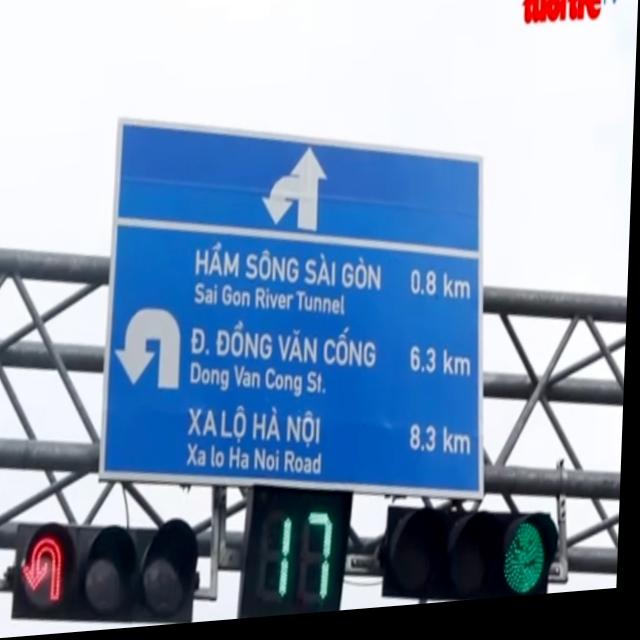 tuoitre
HẦM SÔNG SÀI GÒN 0.8 km
Sai Gon River Tunnel
Đ. ĐỒNG VĂN CỐNG 6.3 km
Dong Van Cong St.
XA LỘ HÀ NỘI 8.3 km
Xa lo Ha Noi Road
17